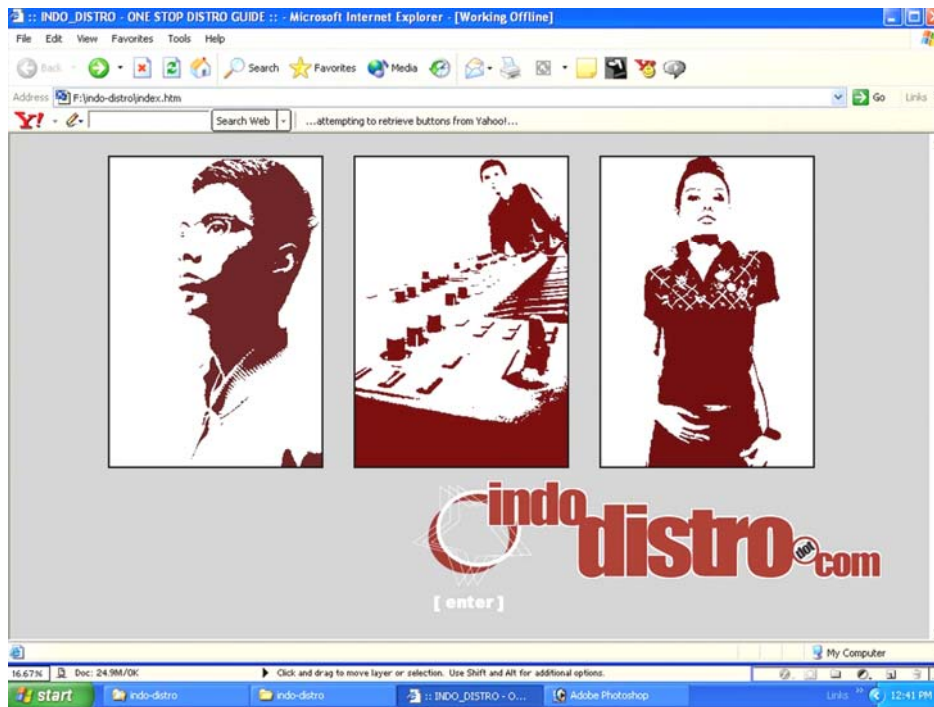 :: INDO_DISTRO - ONE STOP DISTRO GUIDE :: - Microsoft Internet Explorer - [Working Offline]
File Edit View Favorites Tools Help
Back Search Favorites Media
Address F:\indo-distro\index.htm Go Links
Y! Search Web ...attempting to retrieve buttons from Yahoo!...
indo
distro dot com
[ enter ]
My Computer
16.67% Doc: 24.9M/0K Click and drag to move layer or selection. Use Shift and Alt for additional options.
start indo-distro indo-distro :: INDO_DISTRO - O... Adobe Photoshop Links » 12:41 PM